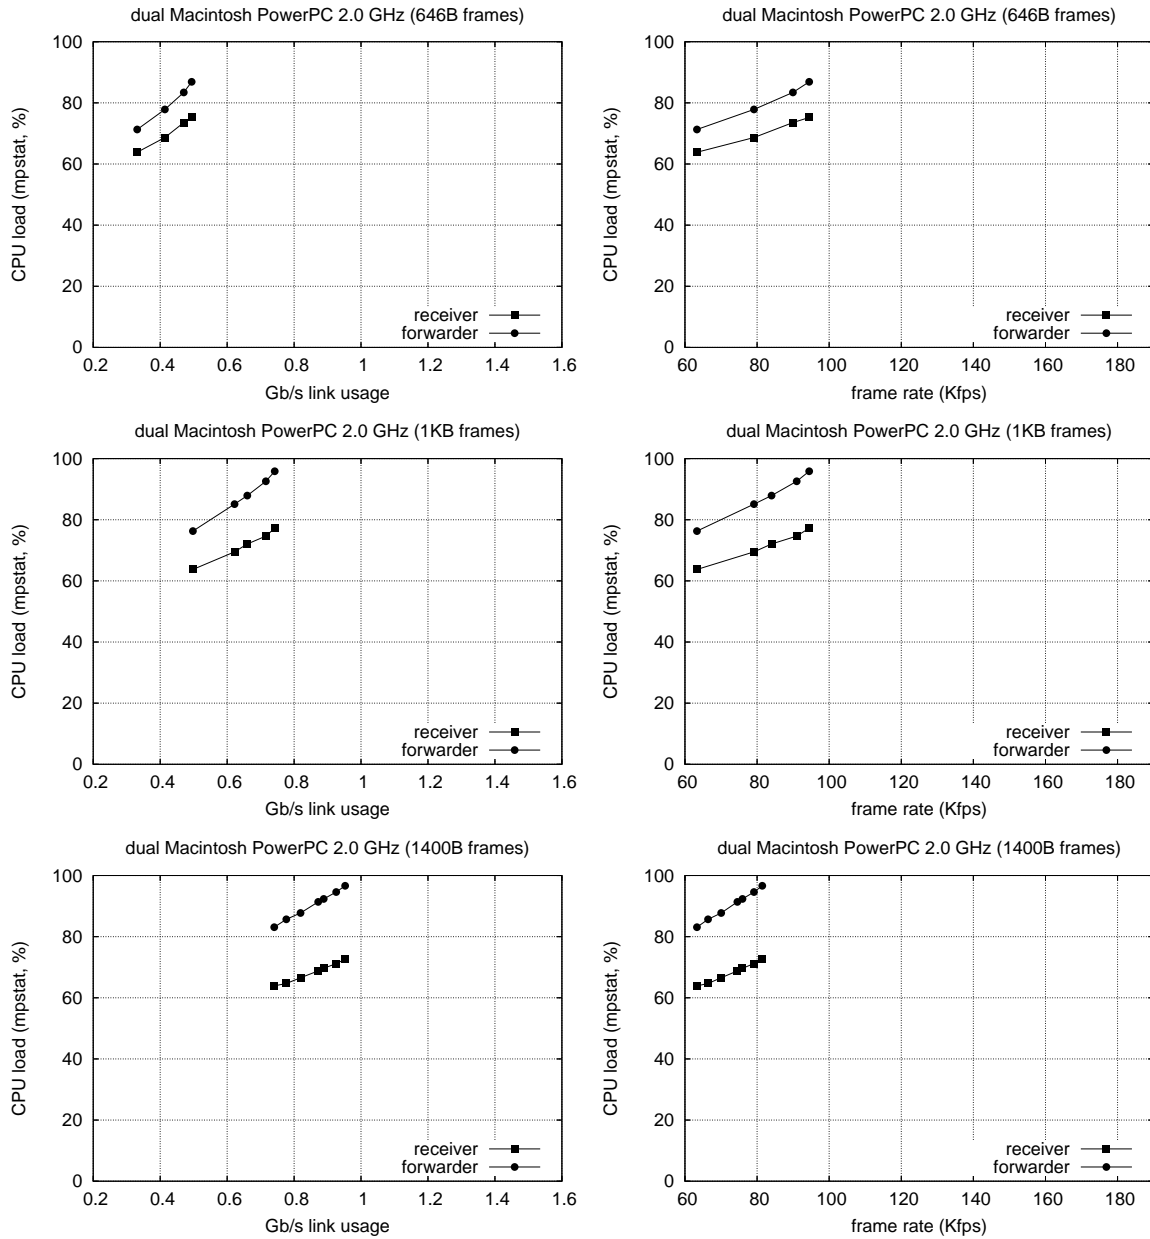 dual Macintosh PowerPC 2.0 GHz (646B frames)
100
80
60
40
20
0
CPU load (mpstat, %)
receiver
forwarder
0.2 0.4 0.6 0.8 1 1.2 1.4 1.6
Gb/s link usage
dual Macintosh PowerPC 2.0 GHz (646B frames)
100
80
60
40
20
0
CPU load (mpstat, %)
receiver
forwarder
60 80 100 120 140 160 180
frame rate (Kfps)
dual Macintosh PowerPC 2.0 GHz (1KB frames)
100
80
60
40
20
0
CPU load (mpstat, %)
receiver
forwarder
0.2 0.4 0.6 0.8 1 1.2 1.4 1.6
Gb/s link usage
dual Macintosh PowerPC 2.0 GHz (1KB frames)
100
80
60
40
20
0
CPU load (mpstat, %)
receiver
forwarder
60 80 100 120 140 160 180
frame rate (Kfps)
dual Macintosh PowerPC 2.0 GHz (1400B frames)
100
80
60
40
20
0
CPU load (mpstat, %)
receiver
forwarder
0.2 0.4 0.6 0.8 1 1.2 1.4 1.6
Gb/s link usage
dual Macintosh PowerPC 2.0 GHz (1400B frames)
100
80
60
40
20
0
CPU load (mpstat, %)
receiver
forwarder
60 80 100 120 140 160 180
frame rate (Kfps)